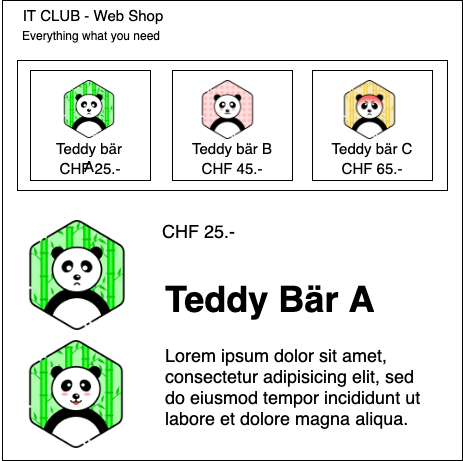 IT CLUB - Web Shop
Everything what you need
Teddy bär A
CHF 25.-
Teddy bär B
CHF 45.-
Teddy bär C
CHF 65.-
CHF 25.-
Teddy Bär A
Lorem ipsum dolor sit amet,
consectetur adipisicing elit, sed
do eiusmod tempor incididunt ut
labore et dolore magna aliqua.